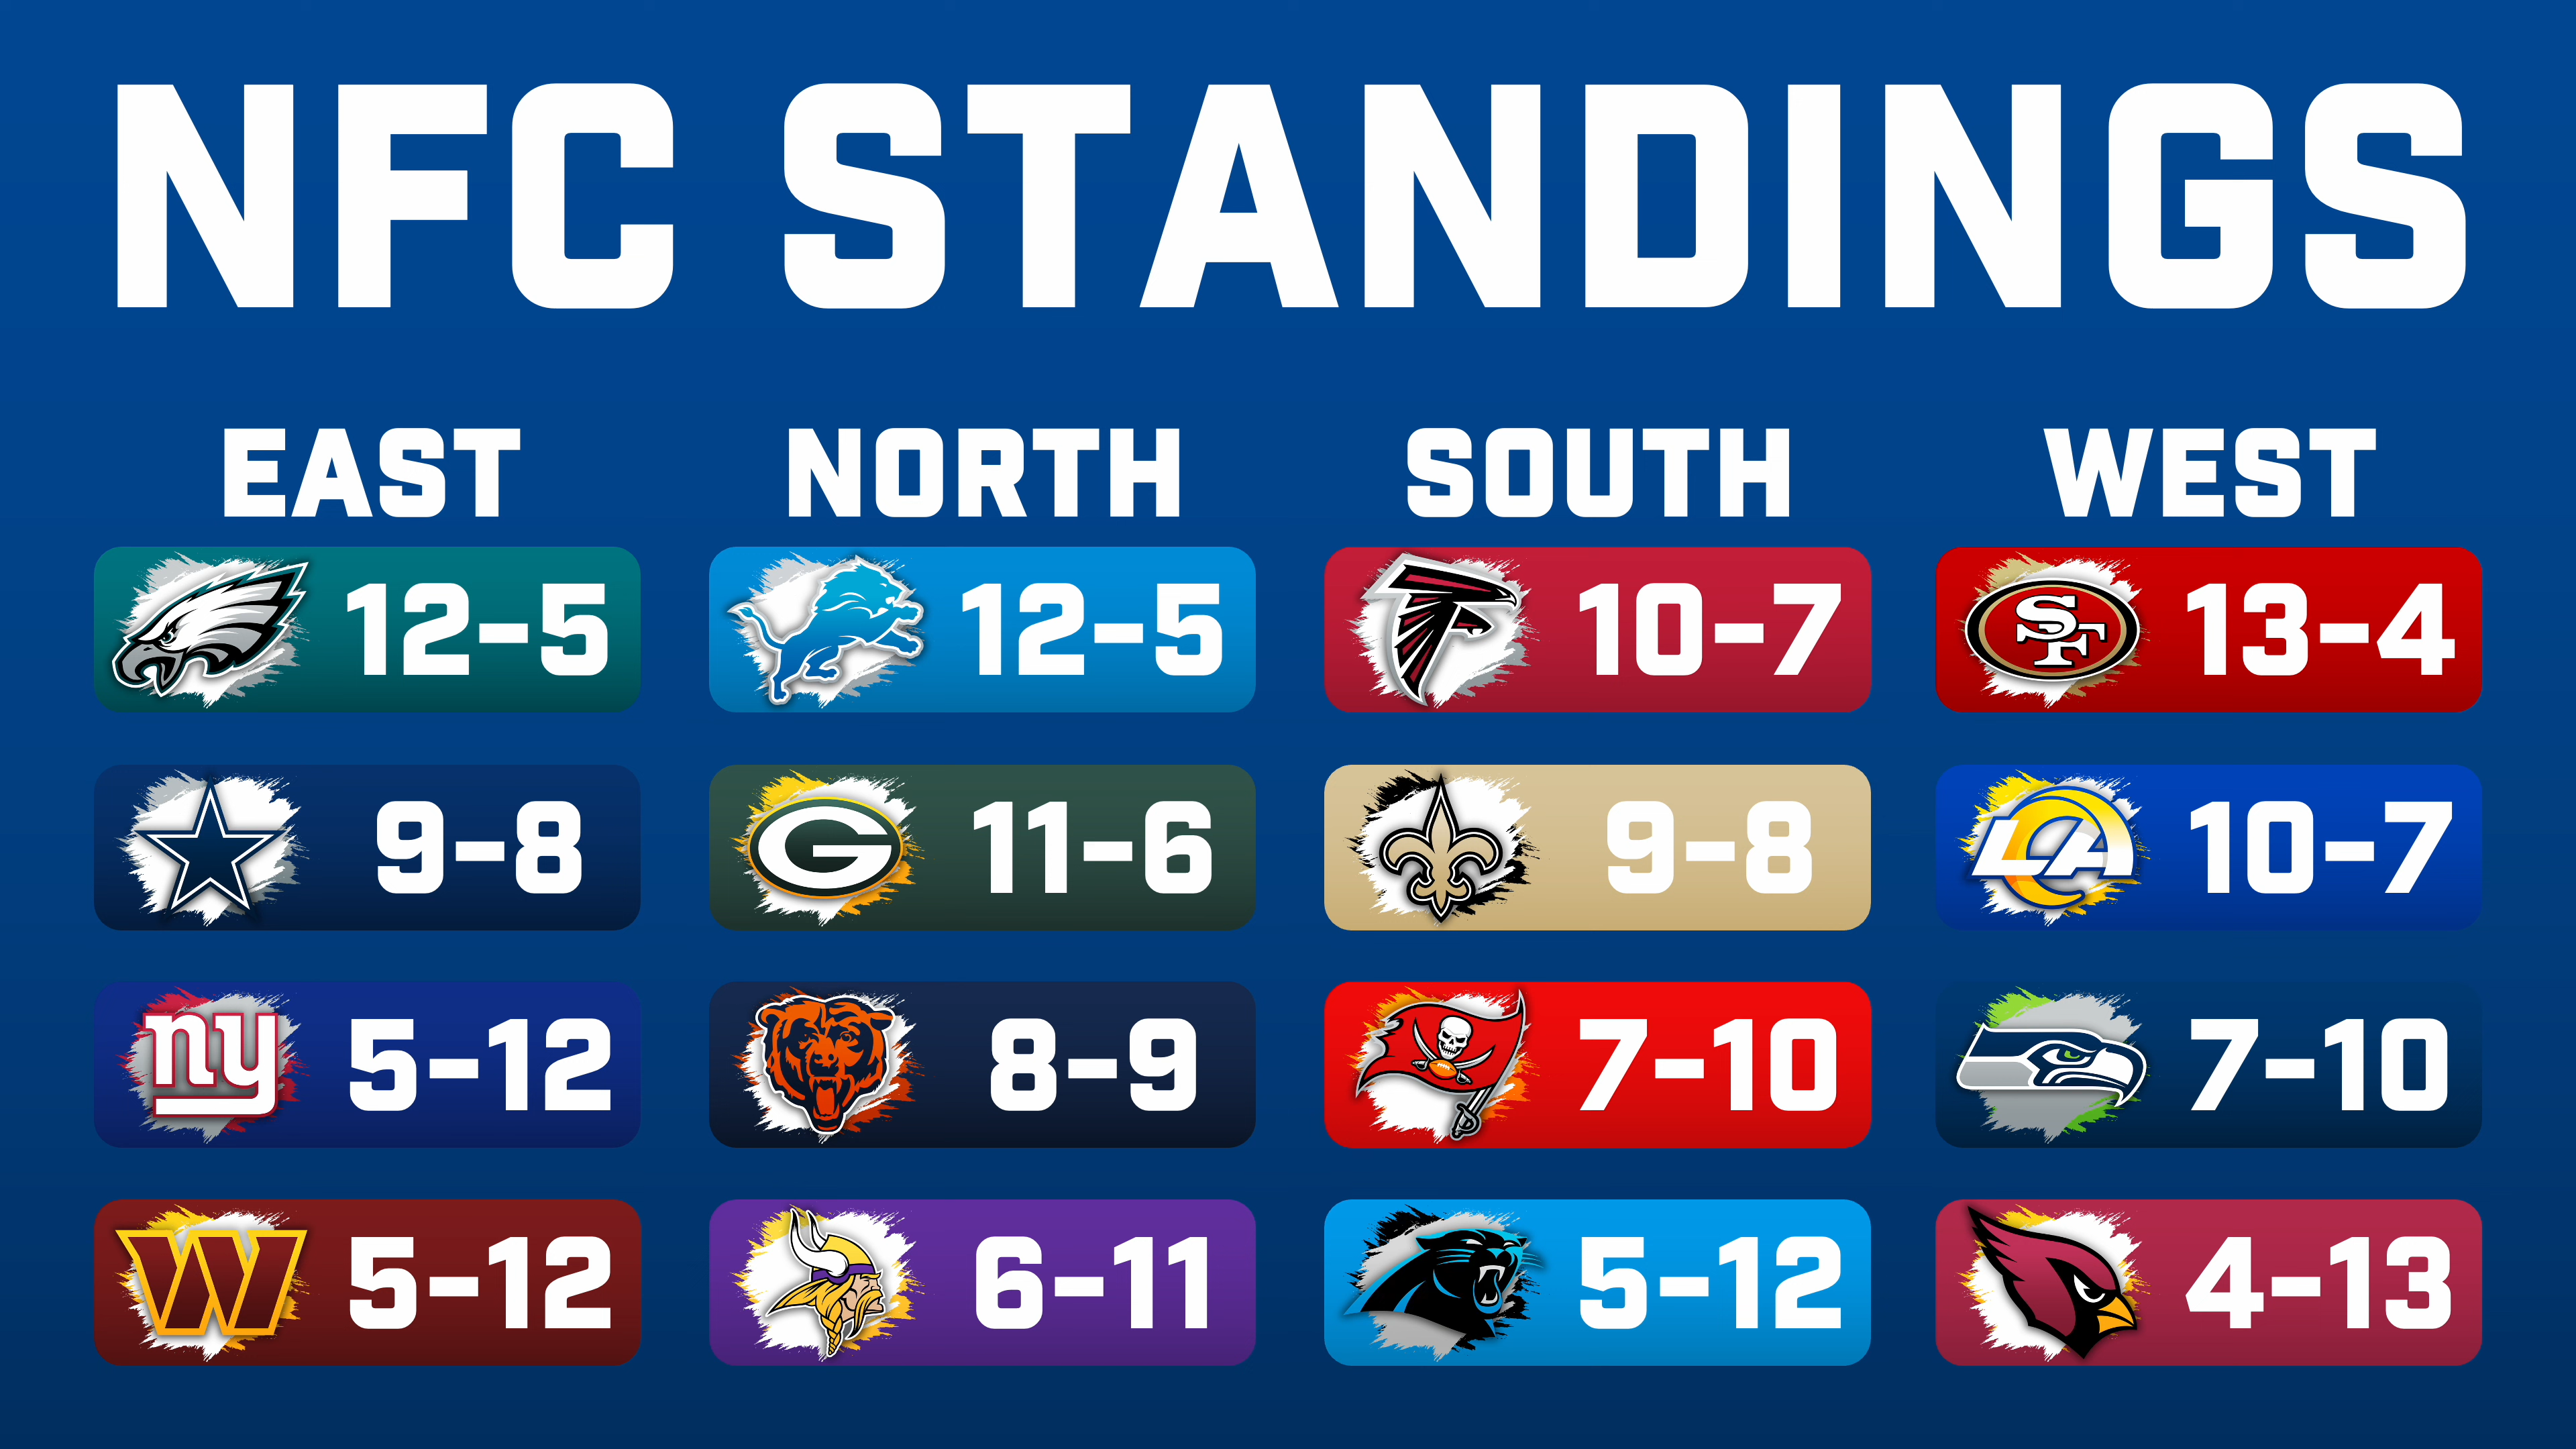 NFC STANDINGS
EAST NORTH SOUTH WEST
12-5 12-5 10-7 SF 13-4
9-8 G 11-6 9-8 LA 10-7
ny 5-12 8-9 7-10 7-10
W 5-12 6-11 5-12 4-13